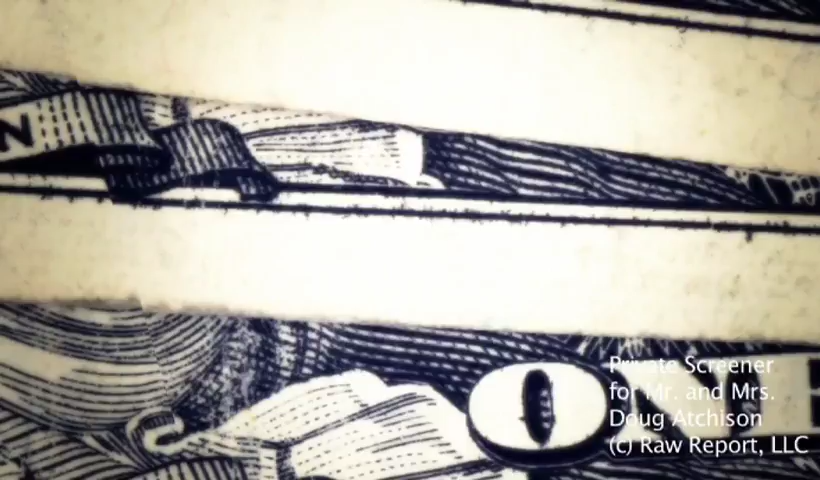 N
Private Screener
for Mr. and Mrs.
Doug Atchison
(c) Raw Report, LLC